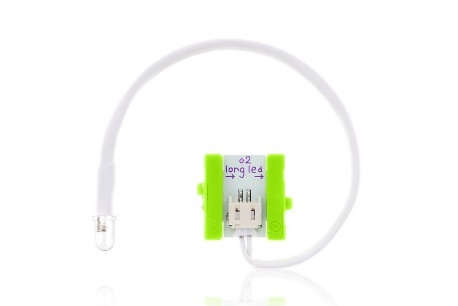 o2
long led
→ →